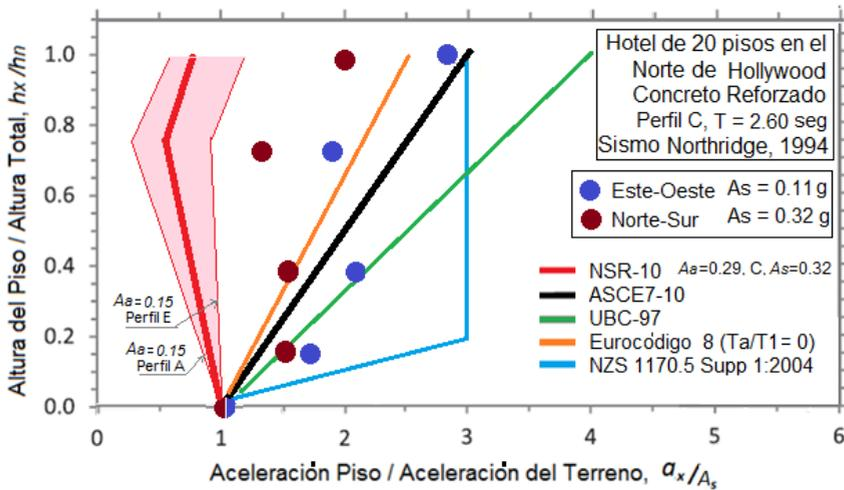 Altura del Piso / Altura Total, hx /hn
1.0
0.8
0.6
0.4
0.2
0.0
0
1
2
3
4
5
6
Aceleración Piso / Aceleración del Terreno, ax/As
Hotel de 20 pisos en el
Norte de Hollywood
Concreto Reforzado
Perfil C, T = 2.60 seg
Sismo Northridge, 1994
Este-Oeste As = 0.11 g
Norte-Sur As = 0.32 g
NSR-10 Aa=0.29. C, As=0.32
ASCE7-10
UBC-97
Eurocódigo 8 (Ta/T1= 0)
NZS 1170.5 Supp 1:2004
Aa=0.15
Perfil E
Aa=0.15
Perfil A